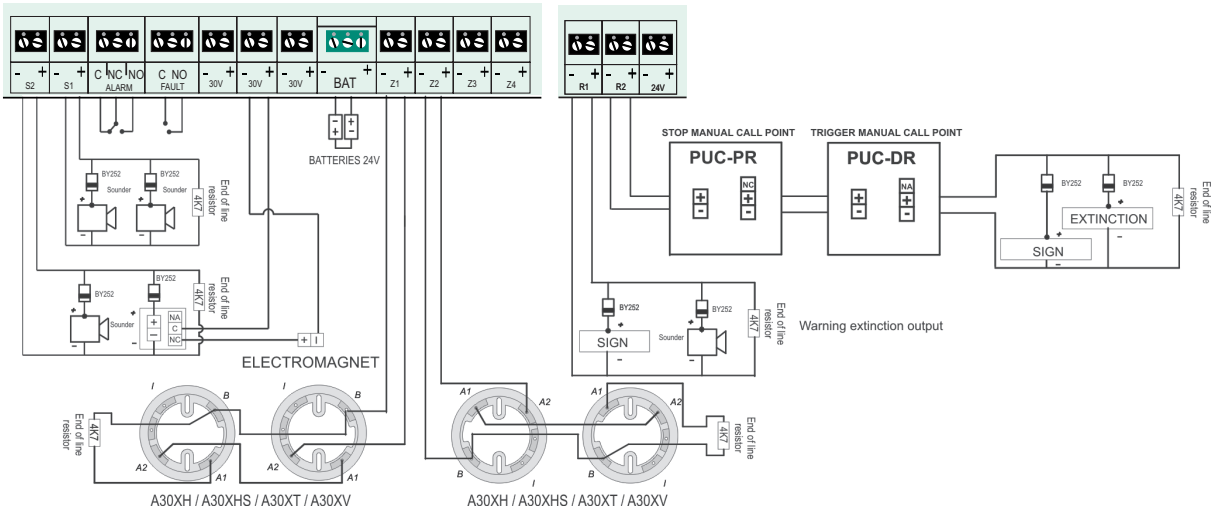 - + - + C NC NO C NO - + - + - + - + - + - + - + - +
S2 S1 ALARM FAULT 30V 30V 30V BAT Z1 Z2 Z3 Z4
- + - + - +
R1 R2 24V
- + + -
BATTERIES 24V
BY252 BY252
Sounder Sounder
+ +
- -
4K7
End of line
resistor
BY252 BY252
Sounder
+ +
- -
+
-
NA
C
NC
4K7
End of line
resistor
+ I
ELECTROMAGNET
STOP MANUAL CALL POINT
PUC-PR
+
-
NC
+
-
TRIGGER MANUAL CALL POINT
PUC-DR
+
-
NA
+
-
BY252 BY252
+
EXTINCTION
-
+
SIGN
-
4K7
End of line
resistor
BY252 BY252
+ +
SIGN
Sounder
- -
4K7
End of line
resistor
Warning extinction output
I B I B
A2 A1 A2 A1
4K7
End of line
resistor
A30XH / A30XHS / A30XT / A30XV
A1 A2 A1 A2
B I B I
4K7
End of line
resistor
A30XH / A30XHS / A30XT / A30XV